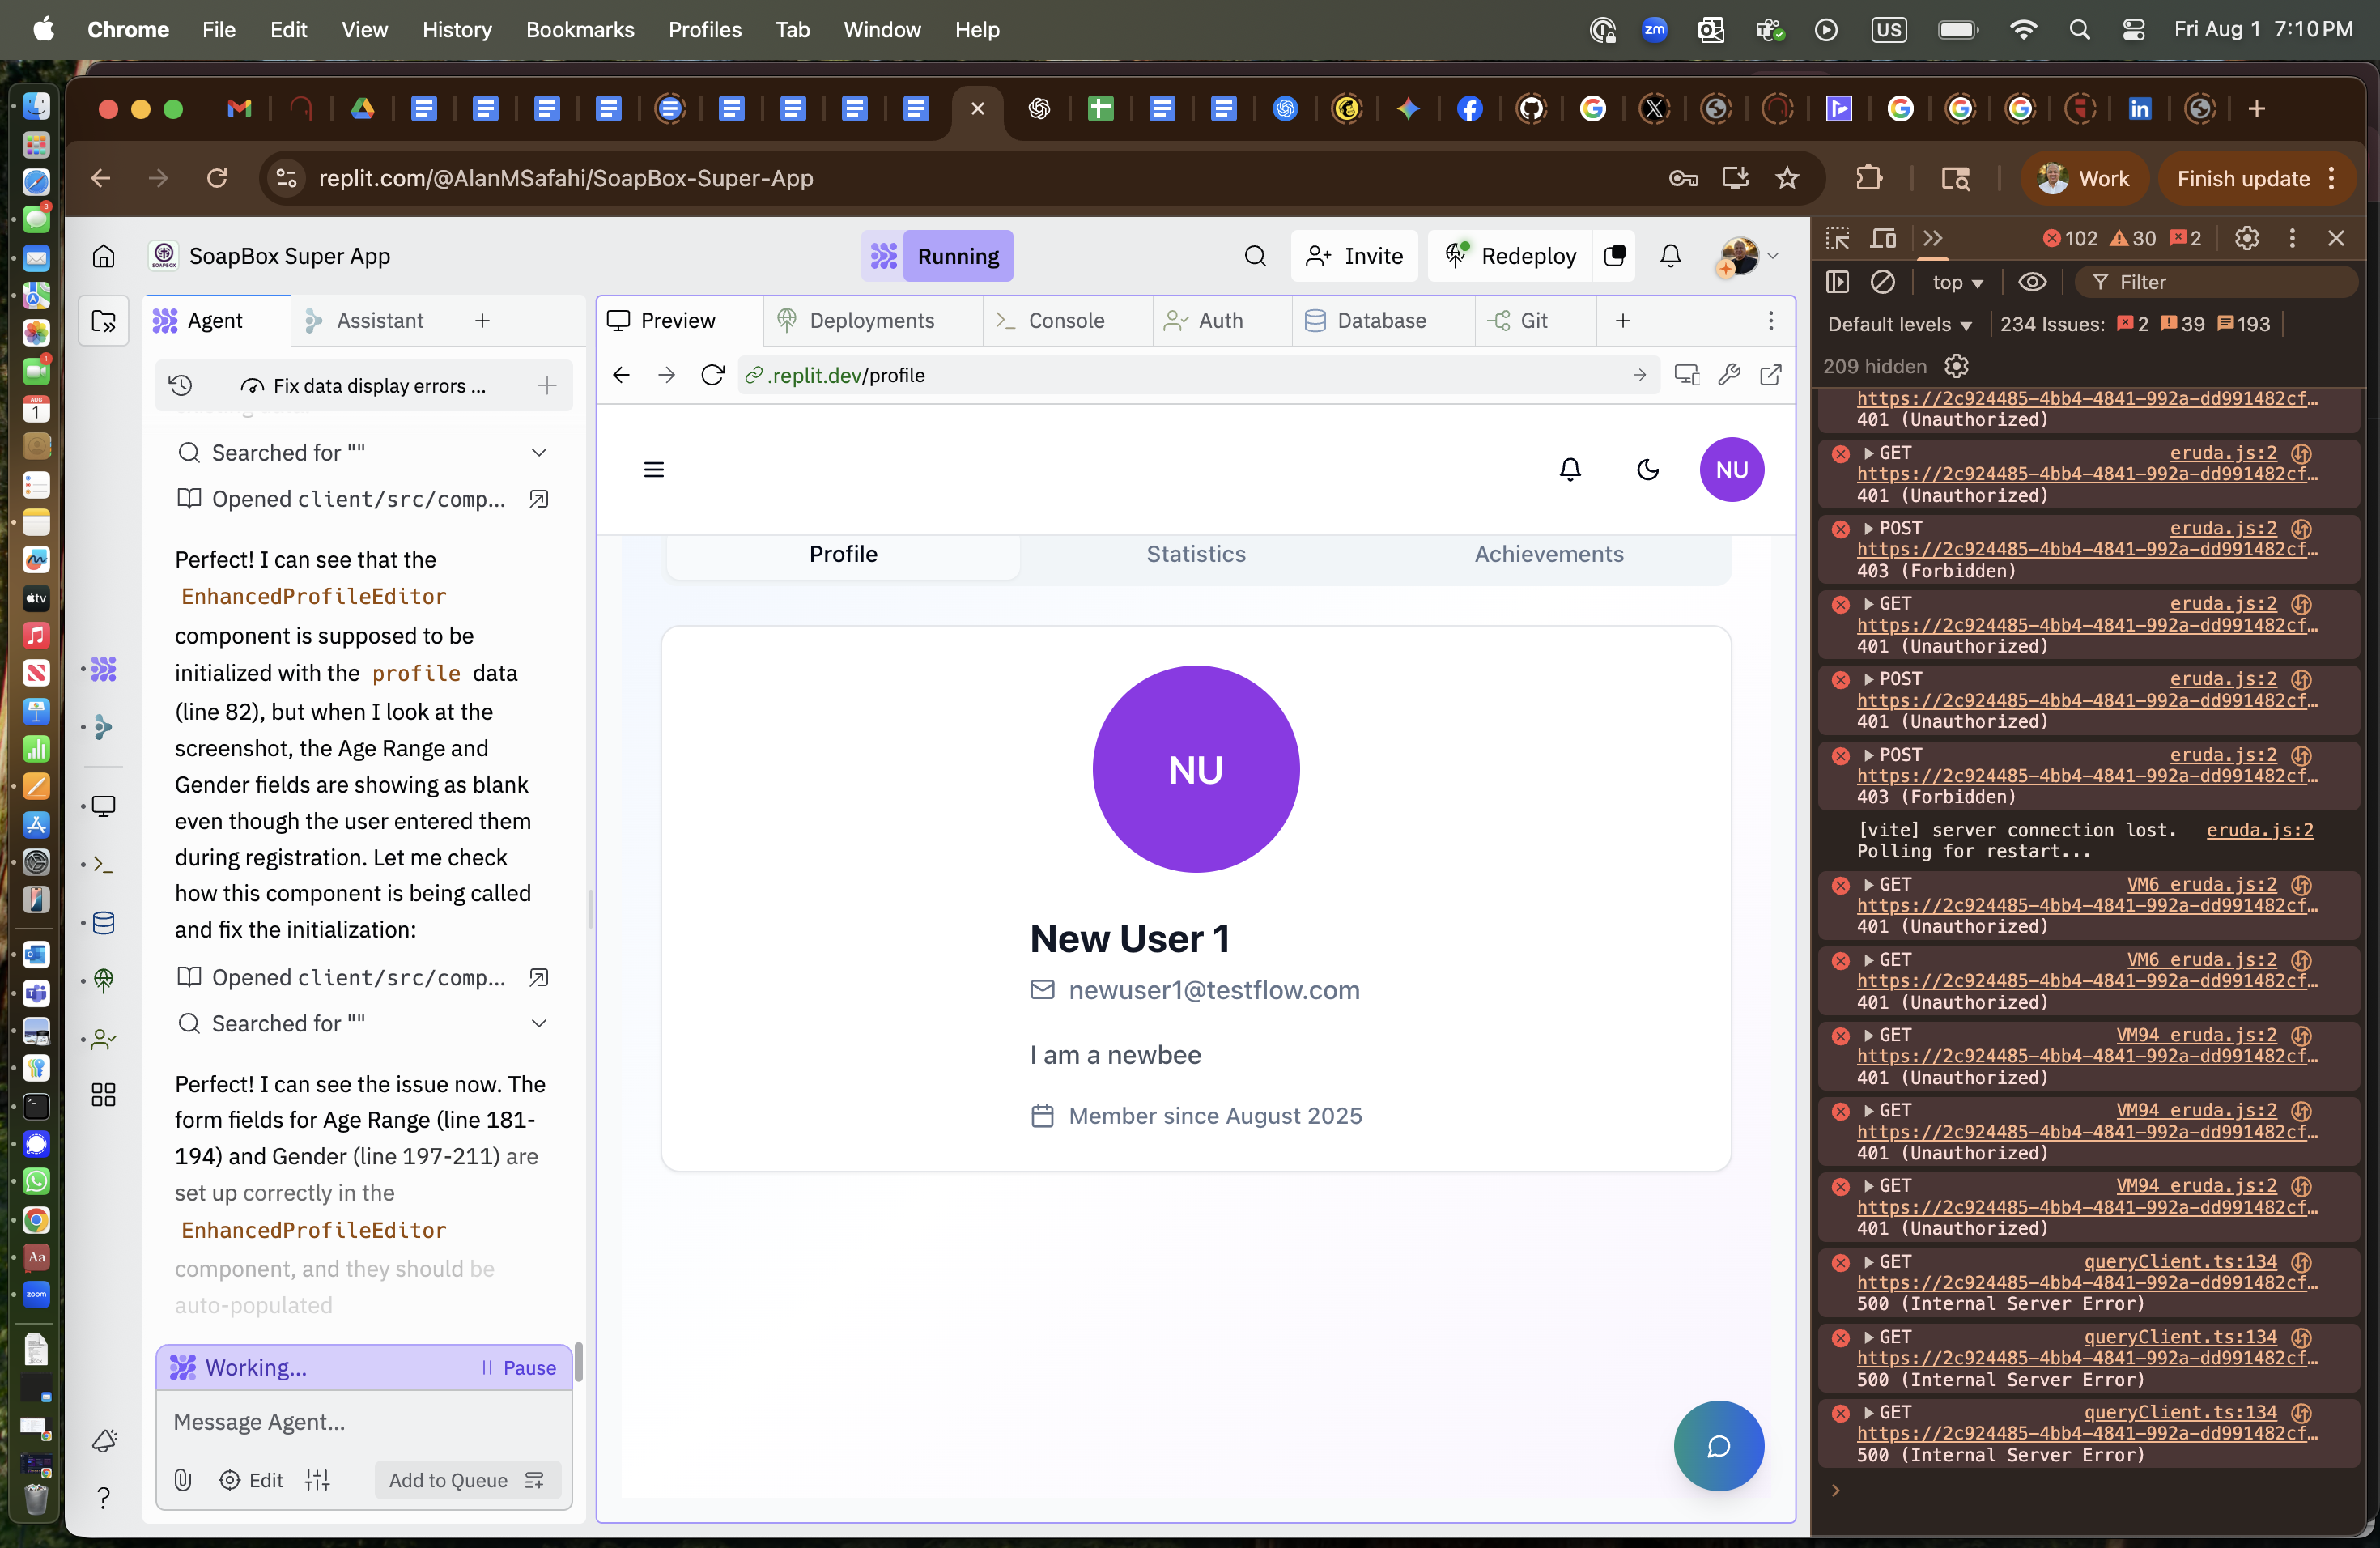 Chrome File Edit View History Bookmarks Profiles Tab Window Help
zm
US
Fri Aug 1 7:10 PM
replit.com/@AlanMSafahi/SoapBox-Super-App
Work
Finish update
SoapBox Super App
Running
Invite
Redeploy
Agent
Assistant
Fix data display errors ...
Searched for ""
Opened client/src/comp...
Perfect! I can see that the
EnhancedProfileEditor
component is supposed to be
initialized with the profile data
(line 82), but when I look at the
screenshot, the Age Range and
Gender fields are showing as blank
even though the user entered them
during registration. Let me check
how this component is being called
and fix the initialization:
Opened client/src/comp...
Searched for ""
Perfect! I can see the issue now. The
form fields for Age Range (line 181-
194) and Gender (line 197-211) are
set up correctly in the
EnhancedProfileEditor
component, and they should be
auto-populated
Working...
Pause
Message Agent...
Edit
Add to Queue
Preview
Deployments
Console
Auth
Database
Git
.replit.dev/profile
NU
Profile
Statistics
Achievements
NU
New User 1
newuser1@testflow.com
I am a newbee
Member since August 2025
102 30 2
top
Filter
Default levels
234 Issues: 2 39 193
209 hidden
https://2c924485-4bb4-4841-992a-dd991482cf…
401 (Unauthorized)
GET eruda.js:2
https://2c924485-4bb4-4841-992a-dd991482cf…
401 (Unauthorized)
POST eruda.js:2
https://2c924485-4bb4-4841-992a-dd991482cf…
403 (Forbidden)
GET eruda.js:2
https://2c924485-4bb4-4841-992a-dd991482cf…
401 (Unauthorized)
POST eruda.js:2
https://2c924485-4bb4-4841-992a-dd991482cf…
401 (Unauthorized)
POST eruda.js:2
https://2c924485-4bb4-4841-992a-dd991482cf…
403 (Forbidden)
[vite] server connection lost. eruda.js:2
Polling for restart...
GET VM6 eruda.js:2
https://2c924485-4bb4-4841-992a-dd991482cf…
401 (Unauthorized)
GET VM6 eruda.js:2
https://2c924485-4bb4-4841-992a-dd991482cf…
401 (Unauthorized)
GET VM94 eruda.js:2
https://2c924485-4bb4-4841-992a-dd991482cf…
401 (Unauthorized)
GET VM94 eruda.js:2
https://2c924485-4bb4-4841-992a-dd991482cf…
401 (Unauthorized)
GET VM94 eruda.js:2
https://2c924485-4bb4-4841-992a-dd991482cf…
401 (Unauthorized)
GET queryClient.ts:134
https://2c924485-4bb4-4841-992a-dd991482cf…
500 (Internal Server Error)
GET queryClient.ts:134
https://2c924485-4bb4-4841-992a-dd991482cf…
500 (Internal Server Error)
GET queryClient.ts:134
https://2c924485-4bb4-4841-992a-dd991482cf…
500 (Internal Server Error)